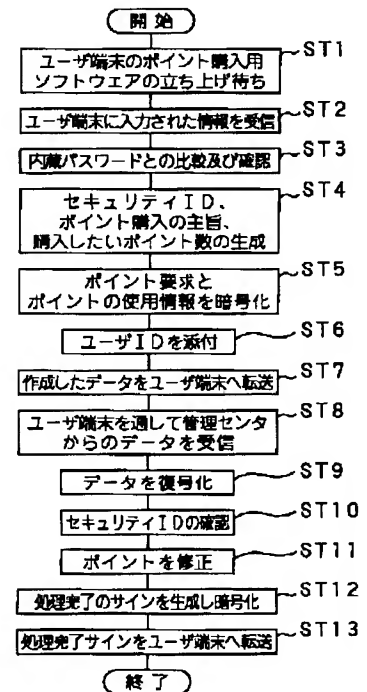 開始
ユーザ端末のポイント購入用
ソフトウェアの立ち上げ待ち
ST1
ユーザ端末に入力された情報を受信
ST2
内蔵パスワードとの比較及び確認
ST3
セキュリティID、
ポイント購入の主旨、
購入したいポイント数の生成
ST4
ポイント要求と
ポイントの使用情報を暗号化
ST5
ユーザIDを添付
ST6
作成したデータをユーザ端末へ転送
ST7
ユーザ端末を通して管理センタ
からのデータを受信
ST8
データを復号化
ST9
セキュリティIDの確認
ST10
ポイントを修正
ST11
処理完了のサインを生成し暗号化
ST12
処理完了サインをユーザ端末へ転送
ST13
終了